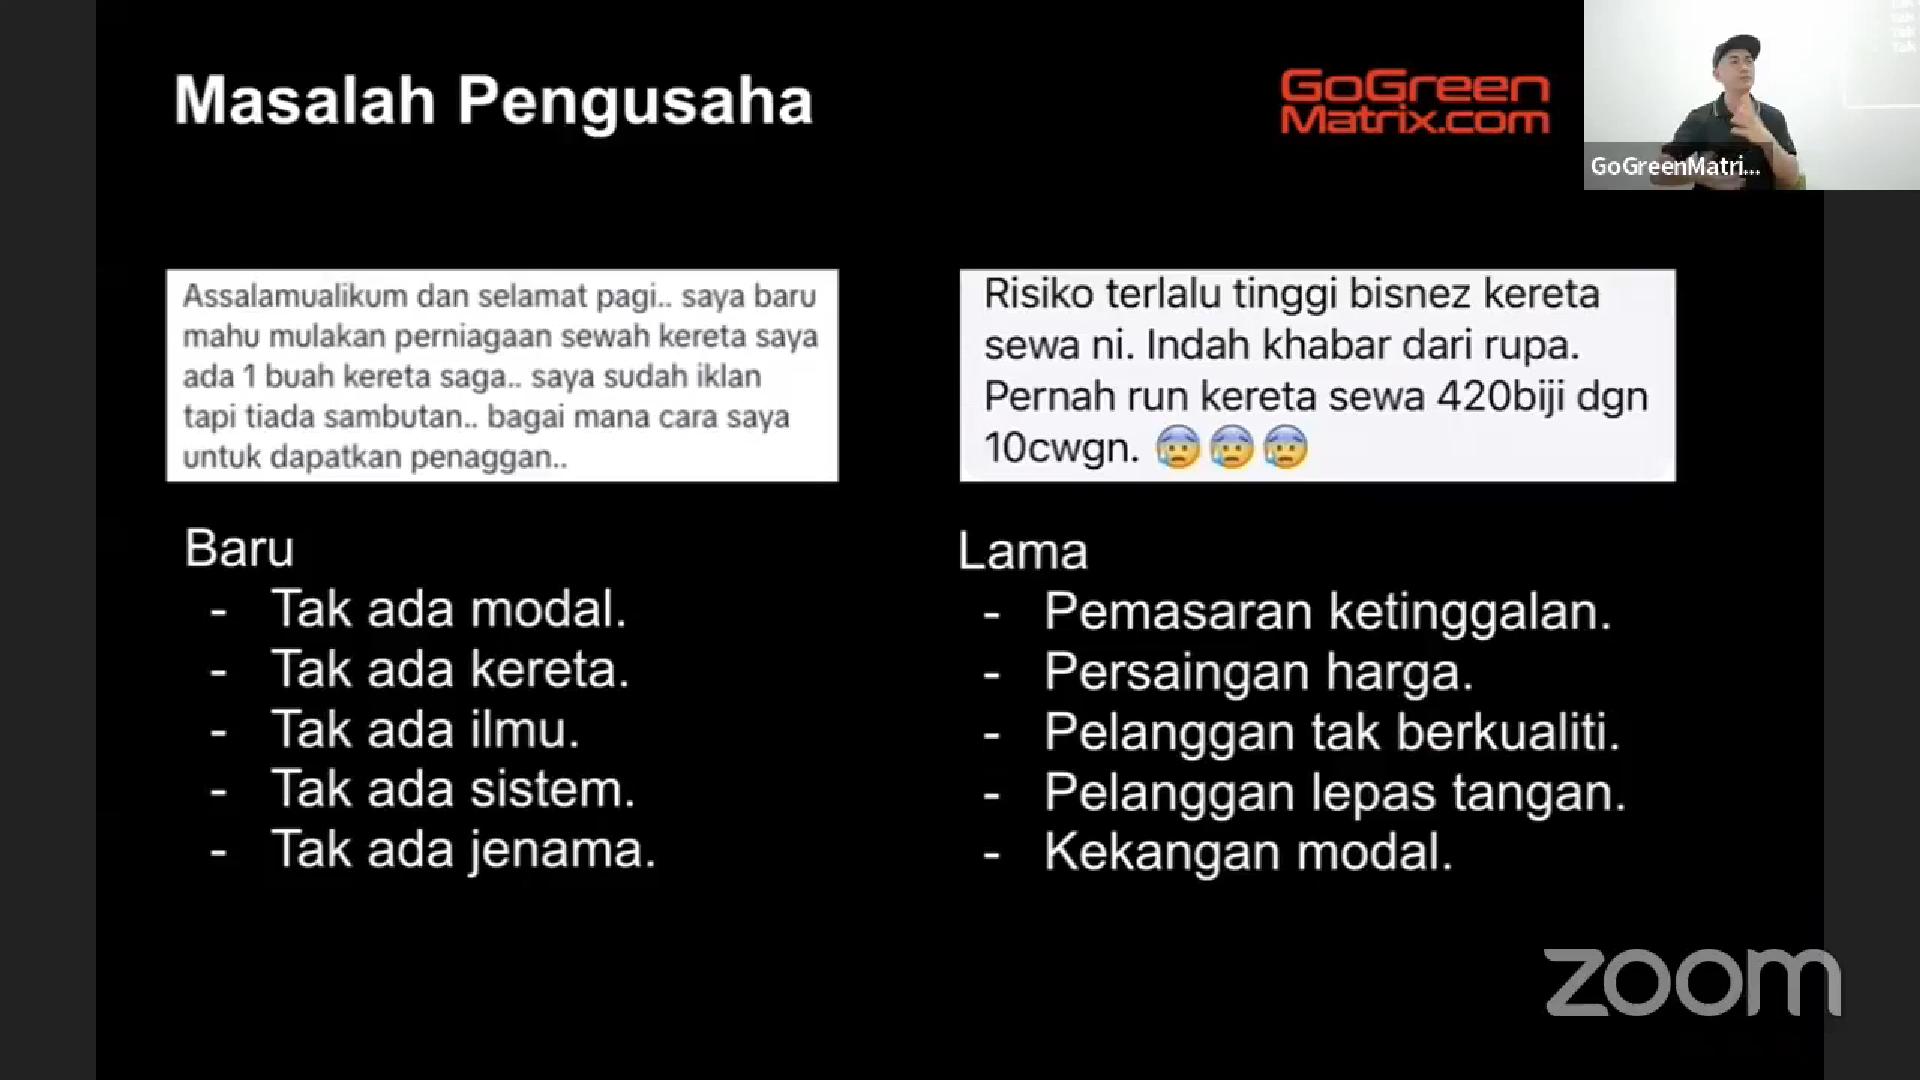 Masalah Pengusaha
GoGreen
Matrix.com
GoGreenMatri...
Assalamualikum dan selamat pagi.. saya baru
mahu mulakan perniagaan sewah kereta saya
ada 1 buah kereta saga.. saya sudah iklan
tapi tiada sambutan.. bagai mana cara saya
untuk dapatkan penaggan..
Risiko terlalu tinggi bisnez kereta
sewa ni. Indah khabar dari rupa.
Pernah run kereta sewa 420biji dgn
10cwgn. 😰😰😰
Baru
- Tak ada modal.
- Tak ada kereta.
- Tak ada ilmu.
- Tak ada sistem.
- Tak ada jenama.
Lama
- Pemasaran ketinggalan.
- Persaingan harga.
- Pelanggan tak berkualiti.
- Pelanggan lepas tangan.
- Kekangan modal.
zoom